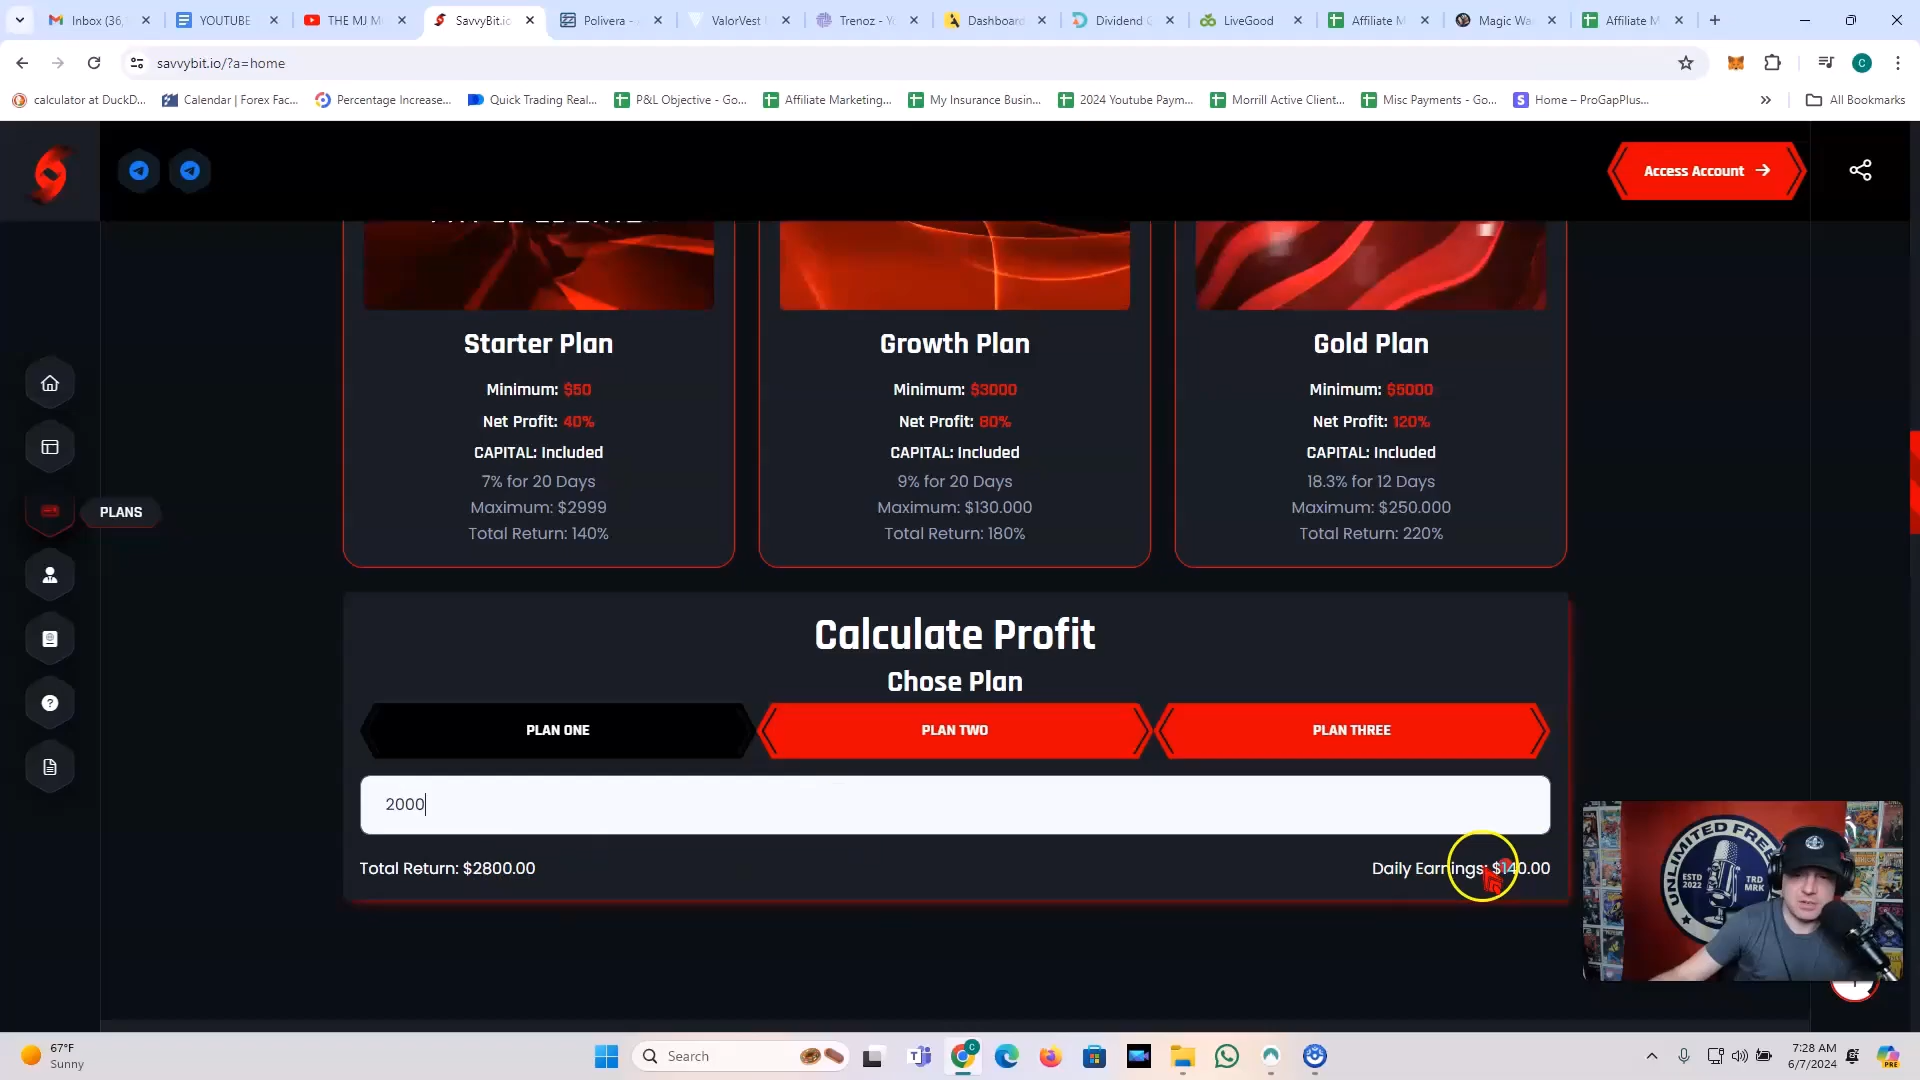 Inbox (36,
YOUTUBE
THE MJ M
SavvyBit.io
Polivera -
ValorVest
Trenoz - Y
Dashboard
Dividend
LiveGood
Affiliate M
Magic Wa
Affiliate M
savvybit.io/?a=home
calculator at DuckD...
Calendar | Forex Fac...
Percentage Increase...
Quick Trading Real...
P&L Objective - Go...
Affiliate Marketing...
My Insurance Busin...
2024 Youtube Paym...
Morrill Active Client...
Misc Payments - Go...
Home – ProGapPlus...
All Bookmarks
Access Account
PLANS
Starter Plan
Minimum: $50
Net Profit: 40%
CAPITAL: Included
7% for 20 Days
Maximum: $2999
Total Return: 140%
Growth Plan
Minimum: $3000
Net Profit: 80%
CAPITAL: Included
9% for 20 Days
Maximum: $130.000
Total Return: 180%
Gold Plan
Minimum: $5000
Net Profit: 120%
CAPITAL: Included
18.3% for 12 Days
Maximum: $250.000
Total Return: 220%
Calculate Profit
Chose Plan
PLAN ONE
PLAN TWO
PLAN THREE
2000
Total Return: $2800.00
Daily Earnings: $140.00
UNLIMITED FREE
ESTD
2022
TRD
MRK
67°F
Sunny
Search
7:28 AM
6/7/2024